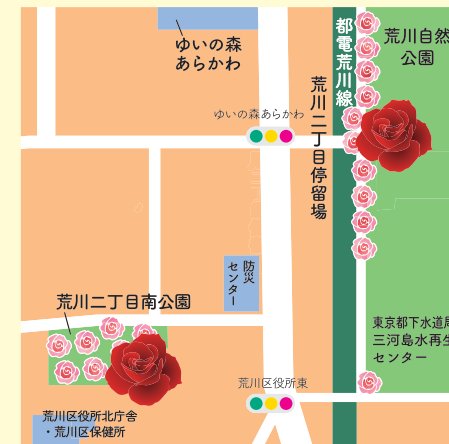 ゆいの森
あらかわ
都電荒川線
荒川自然
公園
荒川二丁目停留場
ゆいの森あらかわ
防災
センター
荒川二丁目南公園
東京都下水道局
三河島水再生
センター
荒川区役所東
荒川区役所北庁舎
・荒川区保健所